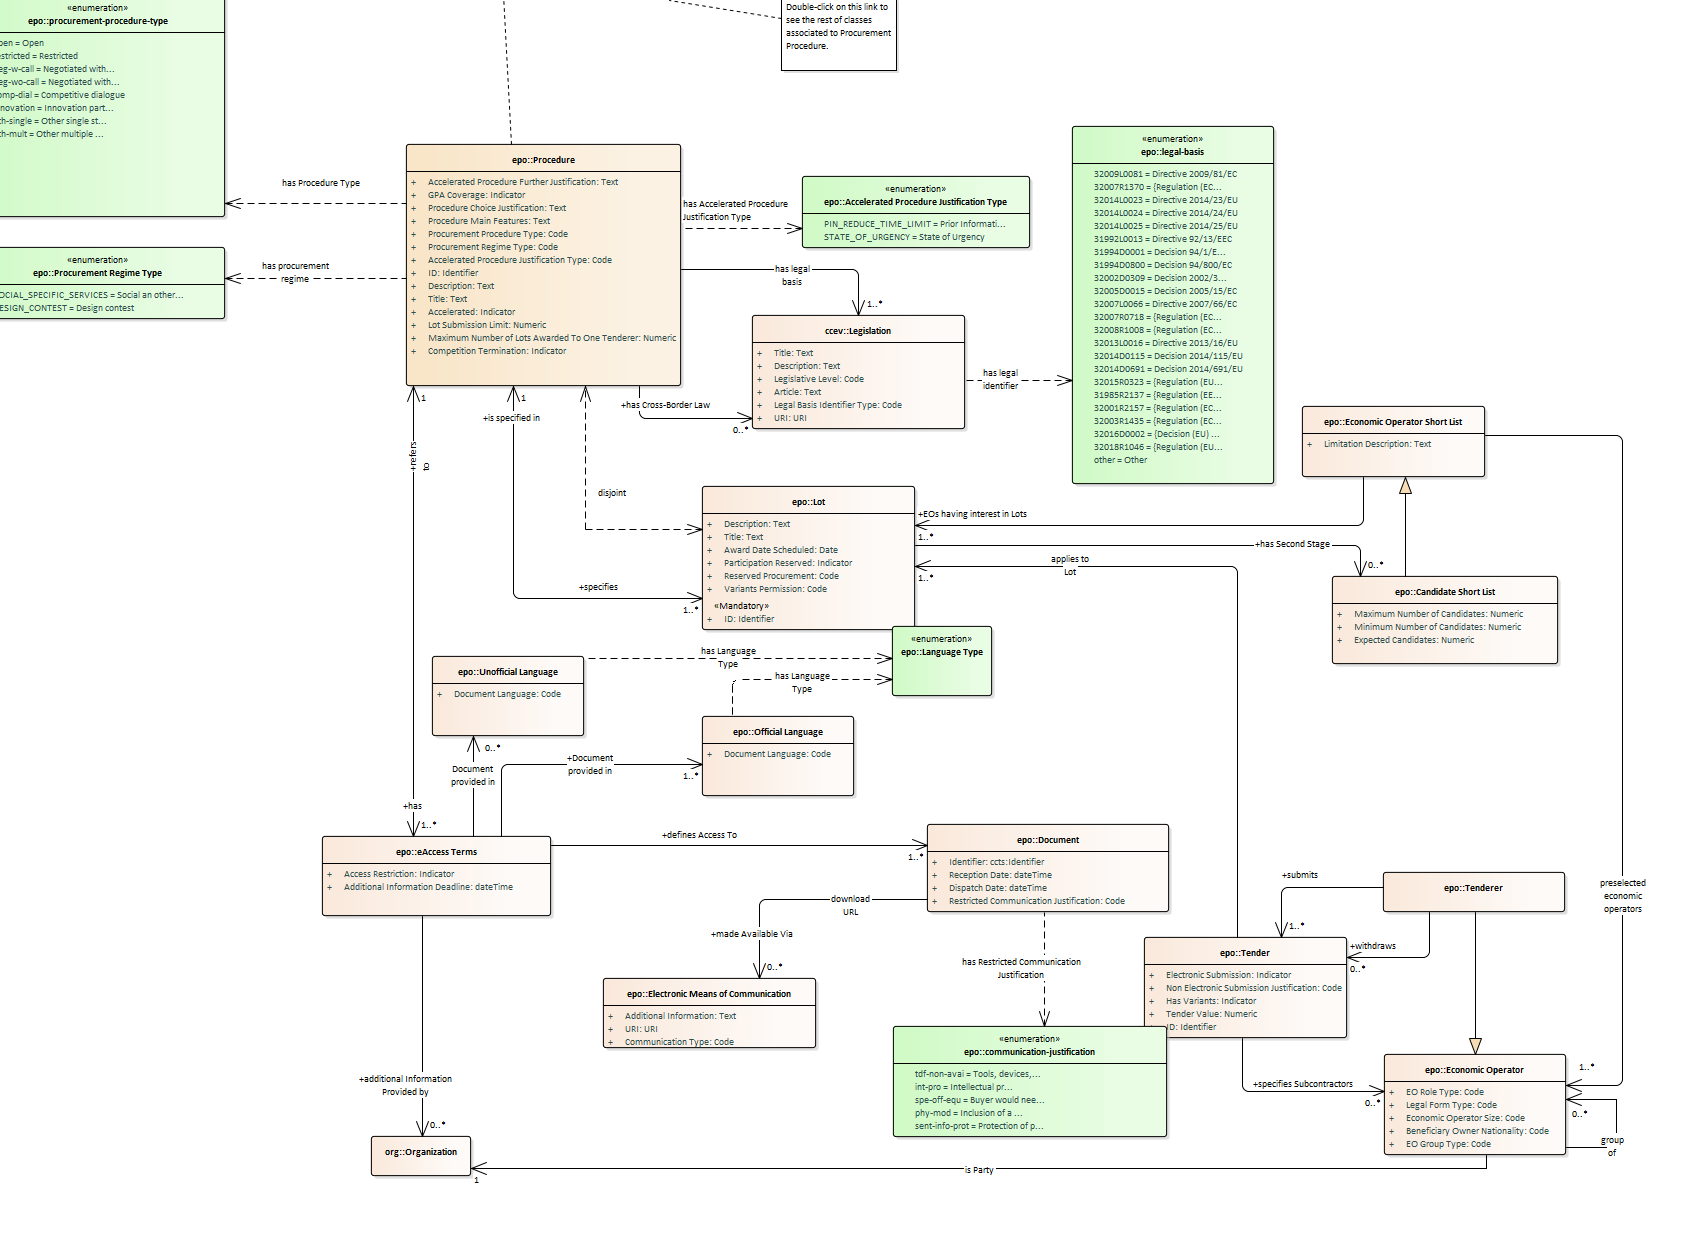 «enumeration»
epo::procurement-procedure-type
pen = Open
estricted = Restricted
eg-w-call = Negotiated with...
eg-wo-call = Negotiated with...
omp-dial = Competitive dialogue
novation = Innovation part...
th-single = Other single st...
th-mult = Other multiple ...
Double-click on this link to
see the rest of classes
associated to Procurement
Procedure.
has Procedure Type
«enumeration»
epo::Procurement Regime Type
OCIAL_SPECIFIC_SERVICES = Social an other...
ESIGN_CONTEST = Design contest
has procurement
regime
epo::Procedure
+ Accelerated Procedure Further Justification: Text
+ GPA Coverage: Indicator
+ Procedure Choice Justification: Text
+ Procedure Main Features: Text
+ Procurement Procedure Type: Code
+ Procurement Regime Type: Code
+ Accelerated Procedure Justification Type: Code
+ ID: Identifier
+ Description: Text
+ Title: Text
+ Accelerated: Indicator
+ Lot Submission Limit: Numeric
+ Maximum Number of Lots Awarded To One Tenderer: Numeric
+ Competition Termination: Indicator
has Accelerated Procedure
Justification Type
«enumeration»
epo::Accelerated Procedure Justification Type
PIN_REDUCE_TIME_LIMIT = Prior Informati...
STATE_OF_URGENCY = State of Urgency
has legal
basis
1..*
ccev::Legislation
+ Title: Text
+ Description: Text
+ Legislative Level: Code
+ Article: Text
+ Legal Basis Identifier Type: Code
+ URI: URI
+has Cross-Border Law
0..*
has legal
identifier
«enumeration»
epo::legal-basis
32009L0081 = Directive 2009/81/EC
32007R1370 = {Regulation (EC...
32014L0023 = Directive 2014/23/EU
32014L0024 = Directive 2014/24/EU
32014L0025 = Directive 2014/25/EU
31992L0013 = Directive 92/13/EEC
31994D0001 = Decision 94/1/E...
31994D0800 = Decision 94/800/EC
32002D0309 = Decision 2002/3...
32005D0015 = Decision 2005/15/EC
32007L0066 = Directive 2007/66/EC
32007R0718 = {Regulation (EC...
32008R1008 = {Regulation (EC...
32013L0016 = Directive 2013/16/EU
32014D0115 = Decision 2014/115/EU
32014D0691 = Decision 2014/691/EU
32015R0323 = {Regulation (EU...
31985R2137 = {Regulation (EE...
32001R2157 = {Regulation (EC...
32003R1435 = {Regulation (EC...
32016D0002 = {Decision (EU) ...
32018R1046 = {Regulation (EU...
other = Other
epo::Economic Operator Short List
+ Limitation Description: Text
1
+refers
to
1
+is specified in
disjoint
+specifies
1..*
epo::Lot
+ Description: Text
+ Title: Text
+ Award Date Scheduled: Date
+ Participation Reserved: Indicator
+ Reserved Procurement: Code
+ Variants Permission: Code
«Mandatory»
+ ID: Identifier
+EOs having interest in Lots
1..*
+has Second Stage
0..*
applies to
Lot
1..*
epo::Candidate Short List
+ Maximum Number of Candidates: Numeric
+ Minimum Number of Candidates: Numeric
+ Expected Candidates: Numeric
«enumeration»
epo::Language Type
has Language
Type
has Language
Type
epo::Unofficial Language
+ Document Language: Code
epo::Official Language
+ Document Language: Code
0..*
Document
provided in
+Document
provided in
1..*
+has
1..*
epo::eAccess Terms
+ Access Restriction: Indicator
+ Additional Information Deadline: dateTime
+defines Access To
1..*
epo::Document
+ Identifier: ccts:Identifier
+ Reception Date: dateTime
+ Dispatch Date: dateTime
+ Restricted Communication Justification: Code
download
URL
+made Available Via
0..*
epo::Electronic Means of Communication
+ Additional Information: Text
+ URI: URI
+ Communication Type: Code
has Restricted Communication
Justification
«enumeration»
epo::communication-justification
tdf-non-avai = Tools, devices,...
int-pro = Intellectual pr...
spe-off-equ = Buyer would nee...
phy-mod = Inclusion of a ...
sent-info-prot = Protection of p...
epo::Tender
+ Electronic Submission: Indicator
+ Non Electronic Submission Justification: Code
+ Has Variants: Indicator
+ Tender Value: Numeric
ID: Identifier
+submits
1..*
epo::Tenderer
+withdraws
0..*
preselected
economic
operators
+specifies Subcontractors
0..*
epo::Economic Operator
+ EO Role Type: Code
+ Legal Form Type: Code
+ Economic Operator Size: Code
+ Beneficiary Owner Nationality: Code
+ EO Group Type: Code
1..*
0..*
group
of
+additional Information
Provided by
0..*
org::Organization
1
is Party